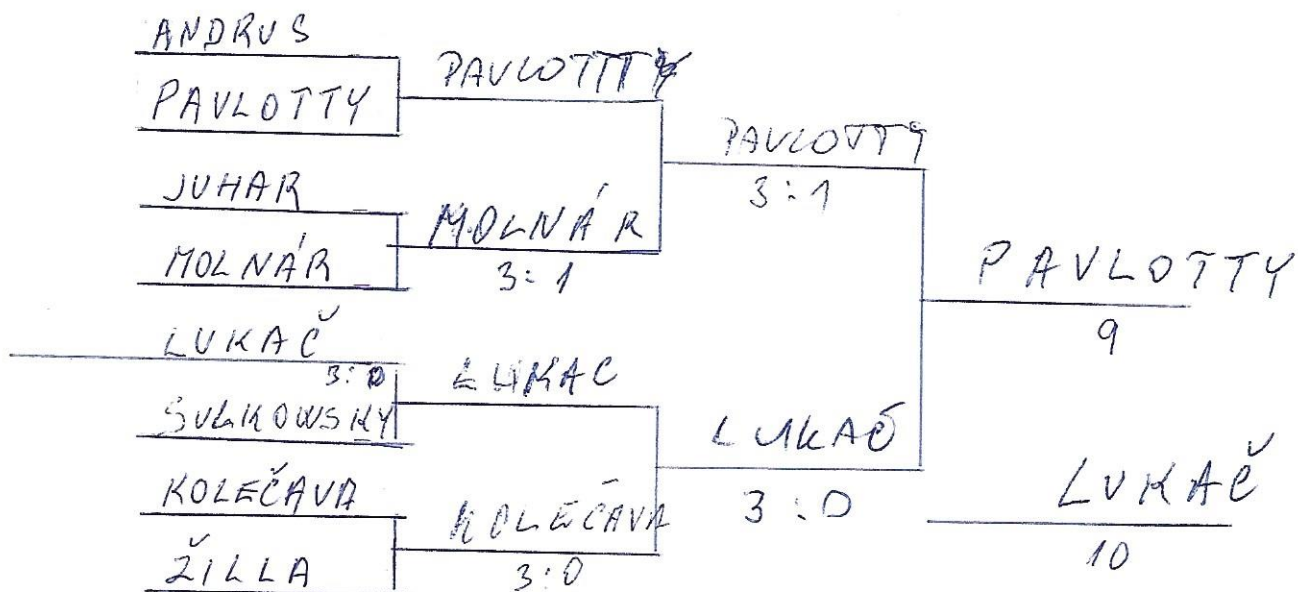 ANDRUS
PAVLOTTY
JUHAR
MOLNÁR
LUKAČ
3:0
SULKOWSKY
KOLEČAVA
ŽILLA
PAVLOTTTY
MOLNÁR
3:1
LUKAC
KOLEČAVA
3:0
PAVLOTTY
3:1
LUKAČ
3:0
PAVLOTTY
9
LUKAČ
10